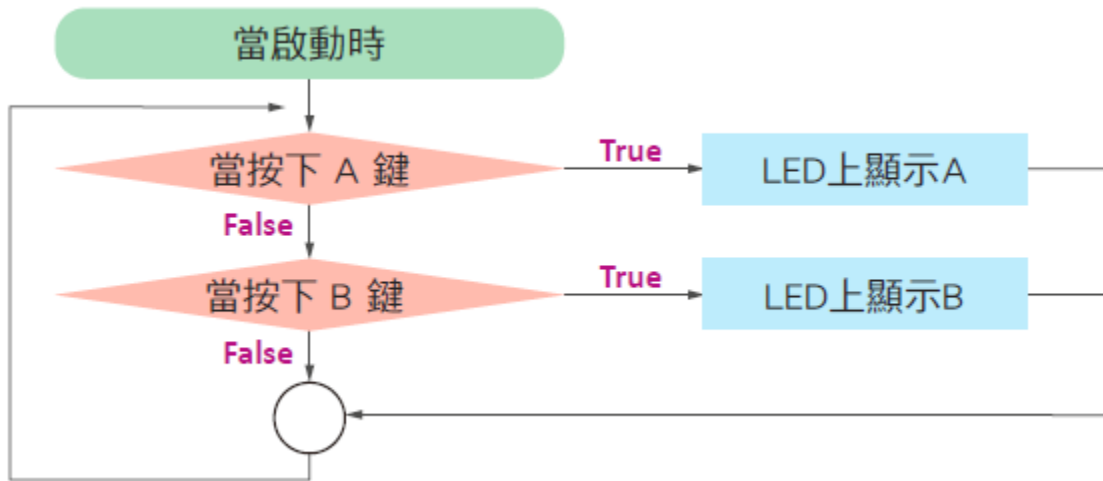 當啟動時
當按下 A 鍵
True
LED上顯示A
False
當按下 B 鍵
True
LED上顯示B
False